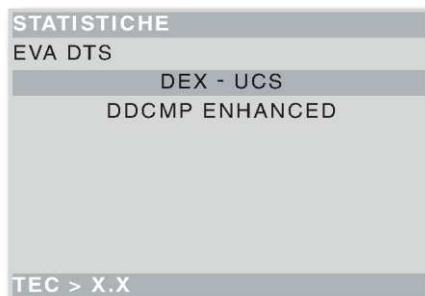 STATISTICHE
EVA DTS
DEX - UCS
DDCMP ENHANCED
TEC > X.X